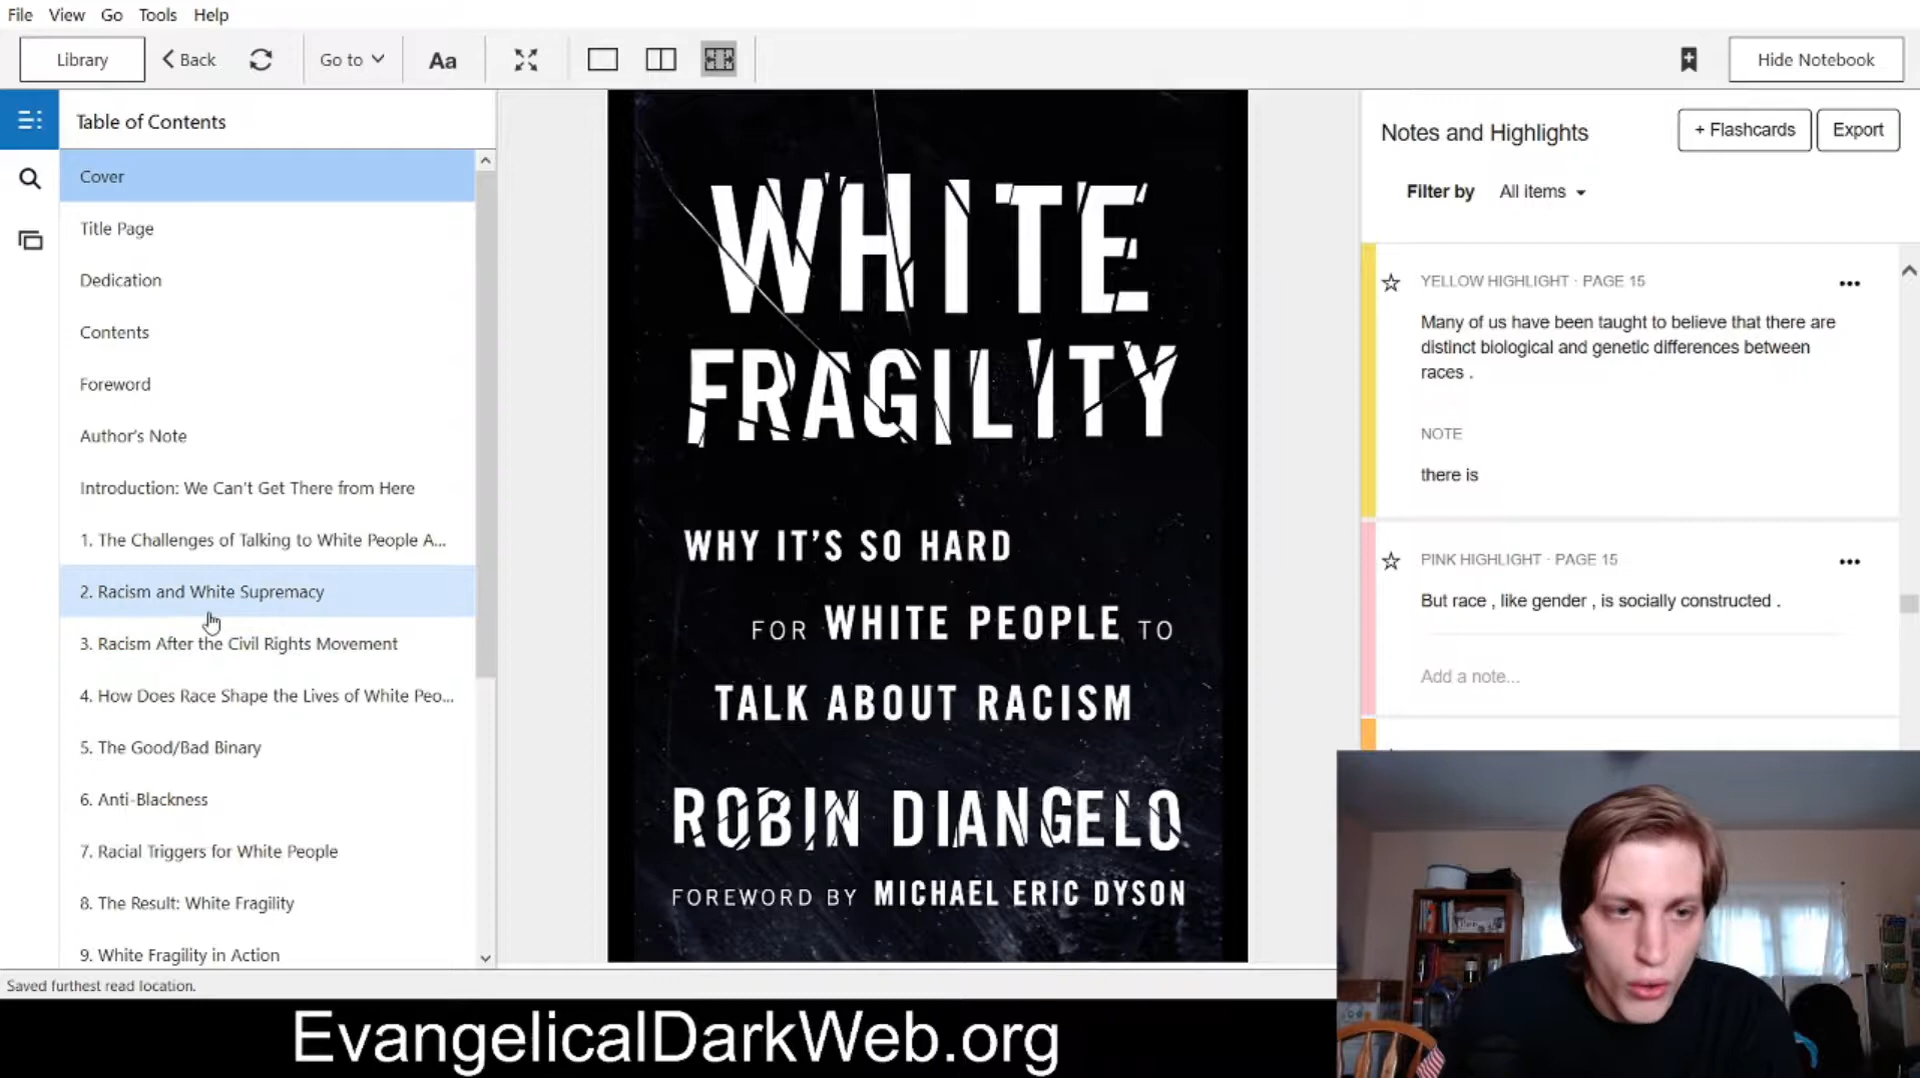 File View Go Tools Help
Library Back Go to Aa Hide Notebook
Table of Contents
Cover
Title Page
Dedication
Contents
Foreword
Author's Note
Introduction: We Can't Get There from Here
1. The Challenges of Talking to White People A...
2. Racism and White Supremacy
3. Racism After the Civil Rights Movement
4. How Does Race Shape the Lives of White Peo...
5. The Good/Bad Binary
6. Anti-Blackness
7. Racial Triggers for White People
8. The Result: White Fragility
9. White Fragility in Action
Saved furthest read location.
WHITE
FRAGILITY
WHY IT'S SO HARD
FOR WHITE PEOPLE TO
TALK ABOUT RACISM
ROBIN DIANGELO
FOREWORD BY MICHAEL ERIC DYSON
Notes and Highlights + Flashcards Export
Filter by All items
YELLOW HIGHLIGHT · PAGE 15
Many of us have been taught to believe that there are
distinct biological and genetic differences between
races .
NOTE
there is
PINK HIGHLIGHT · PAGE 15
But race , like gender , is socially constructed .
Add a note...
EvangelicalDarkWeb.org